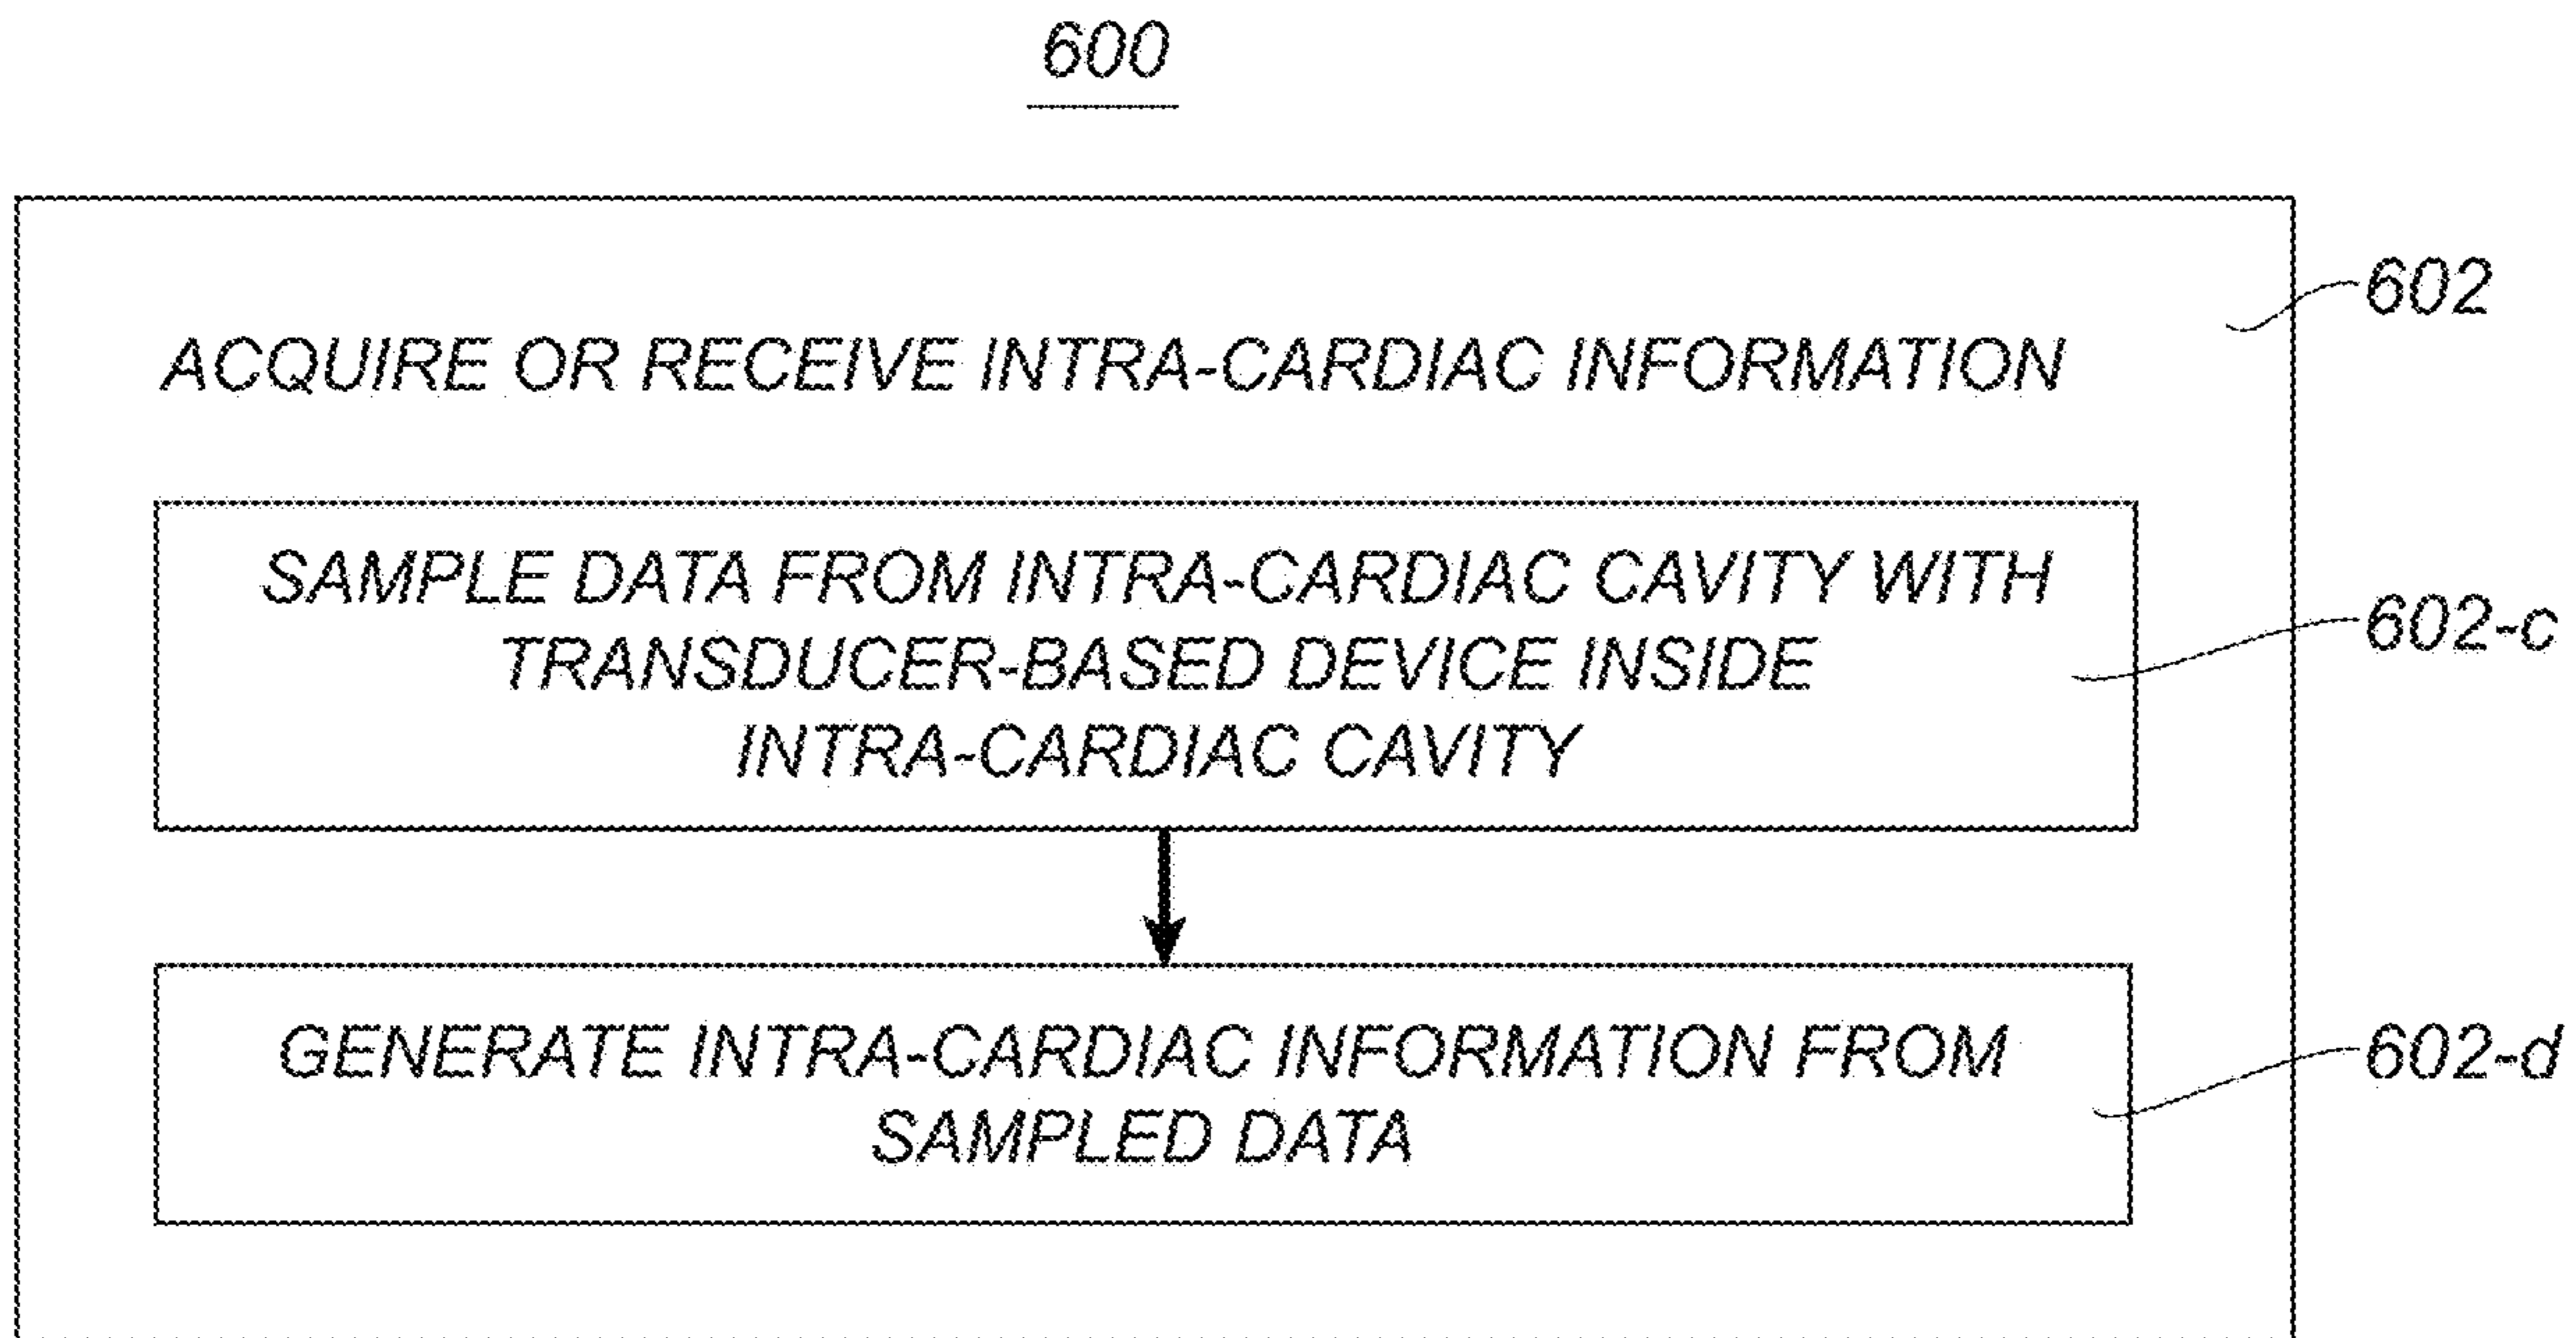 600
602
ACQUIRE OR RECEIVE INTRA-CARDIAC INFORMATION
SAMPLE DATA FROM INTRA-CARDIAC CAVITY WITH
TRANSDUCER-BASED DEVICE INSIDE
INTRA-CARDIAC CAVITY
602-c
GENERATE INTRA-CARDIAC INFORMATION FROM
SAMPLED DATA
602-d